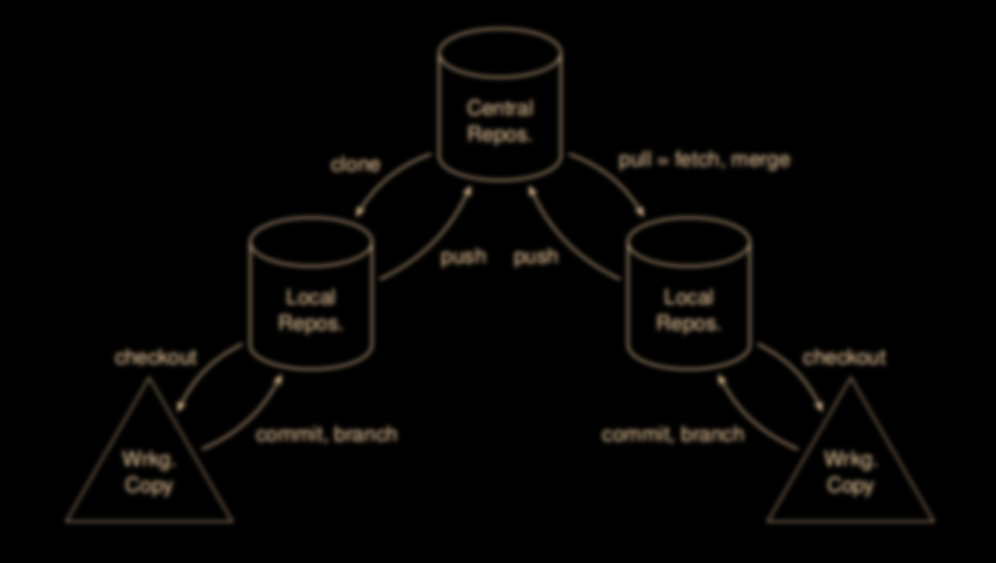 Central
Repos.
clone
pull = fetch, merge
push
push
Local
Repos.
Local
Repos.
checkout
checkout
commit, branch
commit, branch
Wrkg.
Copy
Wrkg.
Copy